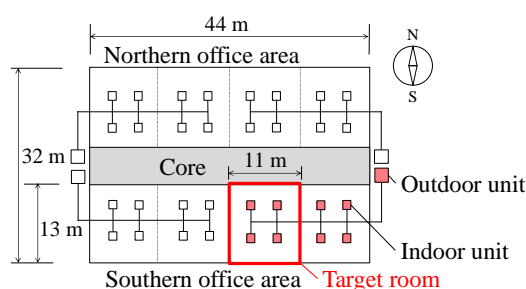 44 m
Northern office area
N
S
32 m
Core
11 m
Outdoor unit
13 m
Indoor unit
Southern office area
Target room